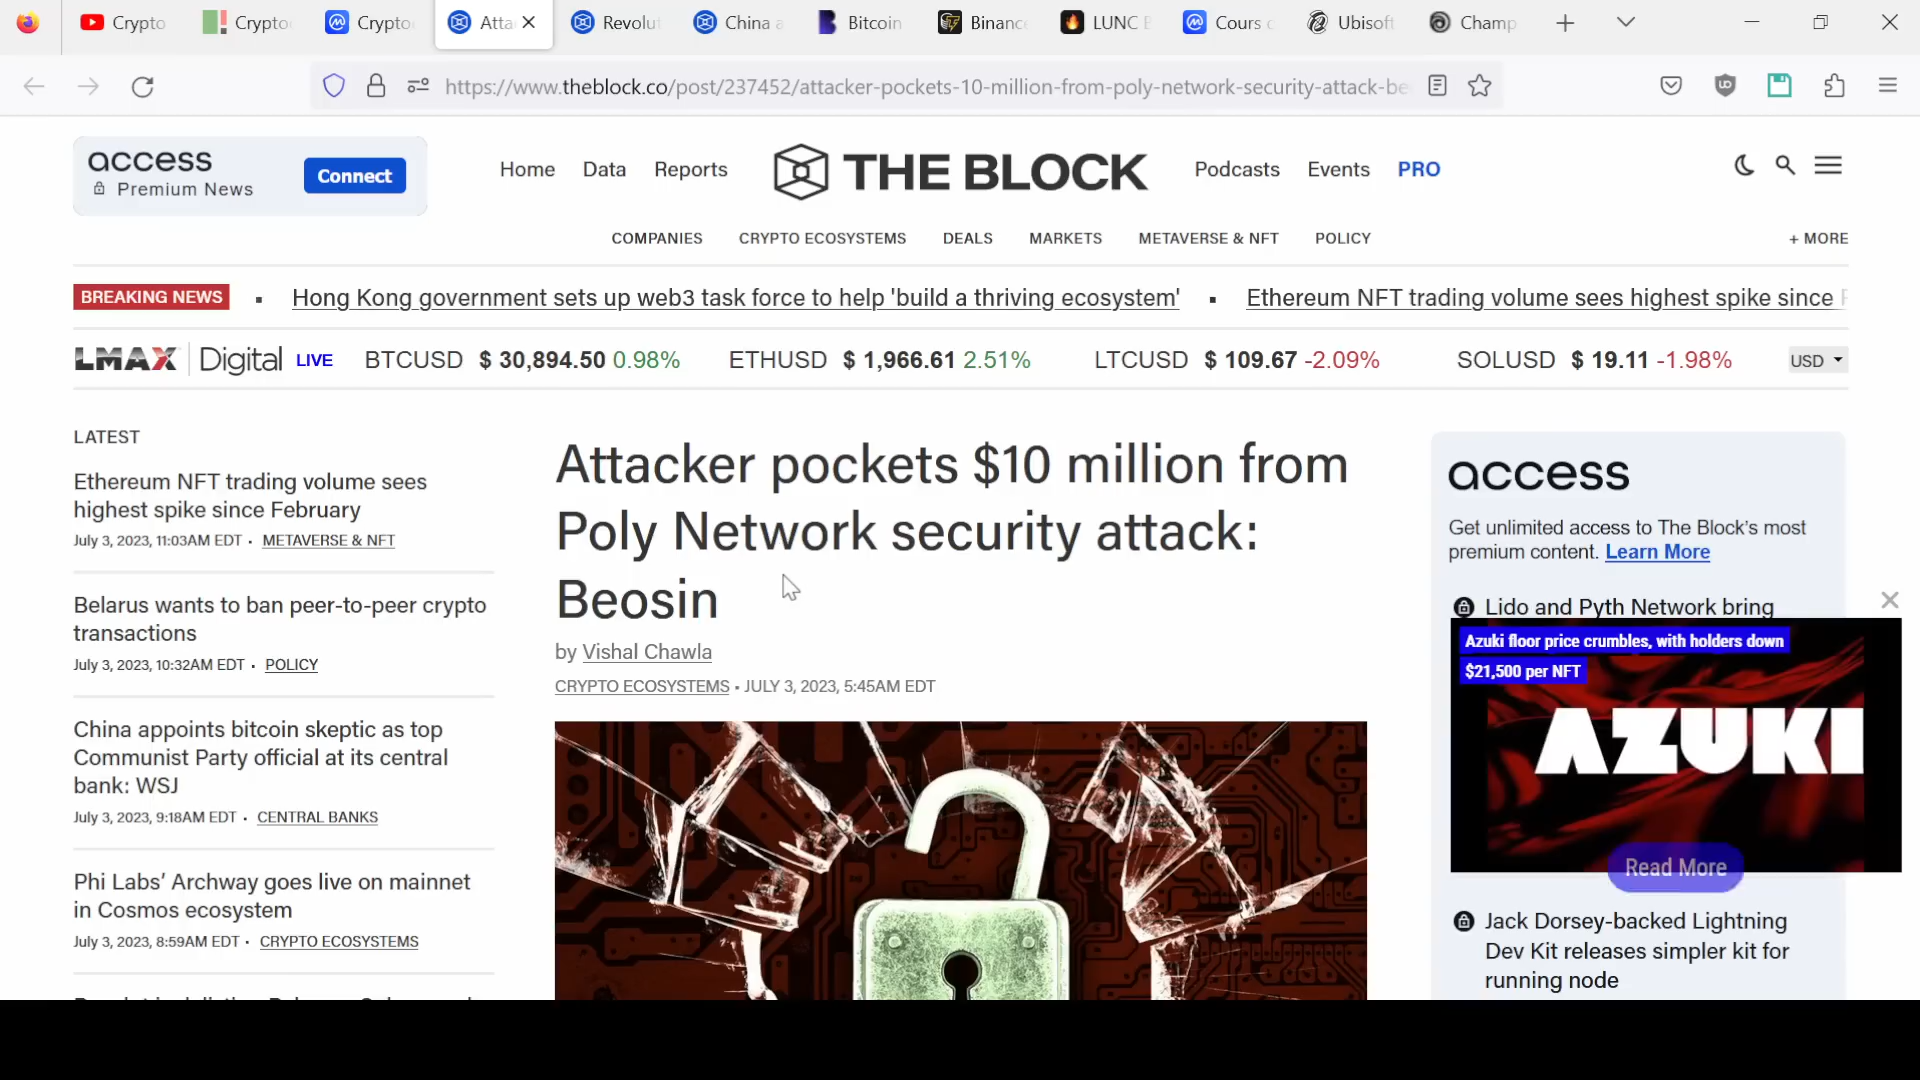 Crypto
Crypto
Crypto
Atta
Revolut
China a
Bitcoin
Binance
LUNC B
Cours c
Ubisoft
Champ
https://www.theblock.co/post/237452/attacker-pockets-10-million-from-poly-network-security-attack-be
access
Premium News
Connect
Home
Data
Reports
THE BLOCK
Podcasts
Events
PRO
COMPANIES
CRYPTO ECOSYSTEMS
DEALS
MARKETS
METAVERSE & NFT
POLICY
+ MORE
BREAKING NEWS
Hong Kong government sets up web3 task force to help 'build a thriving ecosystem'
Ethereum NFT trading volume sees highest spike since F
LMAX Digital LIVE
BTCUSD $ 30,894.50 0.98%
ETHUSD $ 1,966.61 2.51%
LTCUSD $ 109.67 -2.09%
SOLUSD $ 19.11 -1.98%
USD
LATEST
Ethereum NFT trading volume sees
highest spike since February
July 3, 2023, 11:03AM EDT • METAVERSE & NFT
Belarus wants to ban peer-to-peer crypto
transactions
July 3, 2023, 10:32AM EDT • POLICY
China appoints bitcoin skeptic as top
Communist Party official at its central
bank: WSJ
July 3, 2023, 9:18AM EDT • CENTRAL BANKS
Phi Labs’ Archway goes live on mainnet
in Cosmos ecosystem
July 3, 2023, 8:59AM EDT • CRYPTO ECOSYSTEMS
Attacker pockets $10 million from
Poly Network security attack:
Beosin
by Vishal Chawla
CRYPTO ECOSYSTEMS • JULY 3, 2023, 5:45AM EDT
access
Get unlimited access to The Block’s most
premium content. Learn More
Lido and Pyth Network bring
Azuki floor price crumbles, with holders down
$21,500 per NFT
AZUKI
Read More
Jack Dorsey-backed Lightning
Dev Kit releases simpler kit for
running node